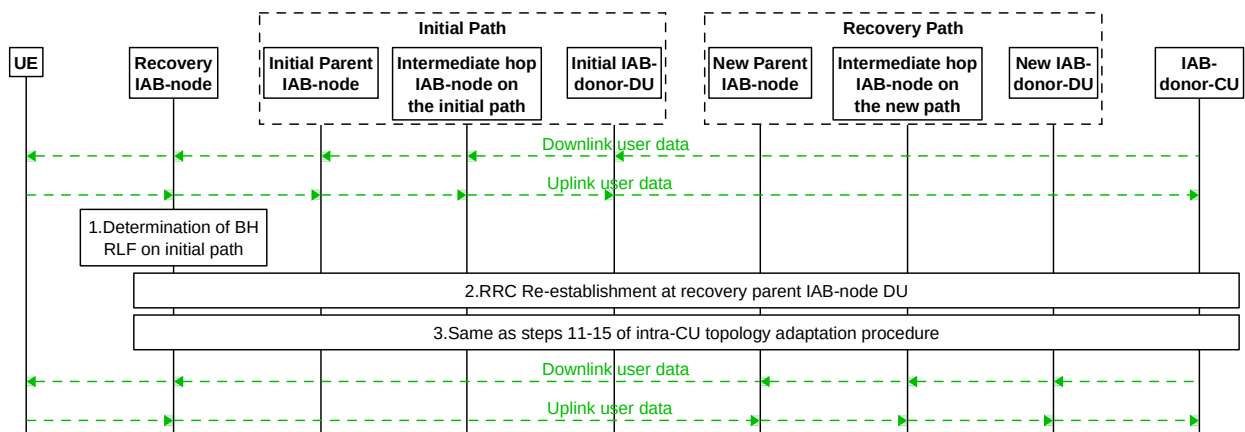 Initial Path
Recovery Path
UE
Recovery
IAB-node
Initial Parent
IAB-node
Intermediate hop
IAB-node on
the initial path
Initial IAB-
donor-DU
New Parent
IAB-node
Intermediate hop
IAB-node on
the new path
New IAB-
donor-DU
IAB-
donor-CU
Downlink user data
Uplink user data
1.Determination of BH
RLF on initial path
2.RRC Re-establishment at recovery parent IAB-node DU
3.Same as steps 11-15 of intra-CU topology adaptation procedure
Downlink user data
Uplink user data